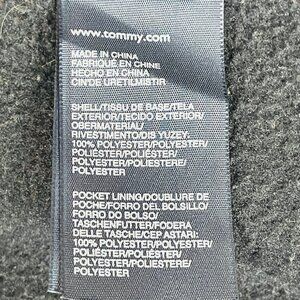 www.tommy.com
MADE IN CHINA
FABRIQUÉ EN CHINE
HECHO EN CHINA
ÇİN'DE ÜRETİLMİŞTİR
SHELL/TISSU DE BASE/TELA
EXTERIOR/TECIDO EXTERIOR/
OBERMATERIAL/
RIVESTIMENTO/DIS YUZEY:
100% POLYESTER/POLYESTER/
POLIÉSTER/POLIÉSTER/
POLYESTER/POLIESTERE/
POLYESTER
POCKET LINING/DOUBLURE DE
POCHE/FORRO DEL BOLSILLO/
FORRO DO BOLSO/
TASCHENFUTTER/FODERA
DELLE TASCHE/CEP ASTARI:
100% POLYESTER/POLYESTER/
POLIÉSTER/POLIÉSTER/
POLYESTER/POLIESTERE/
POLYESTER